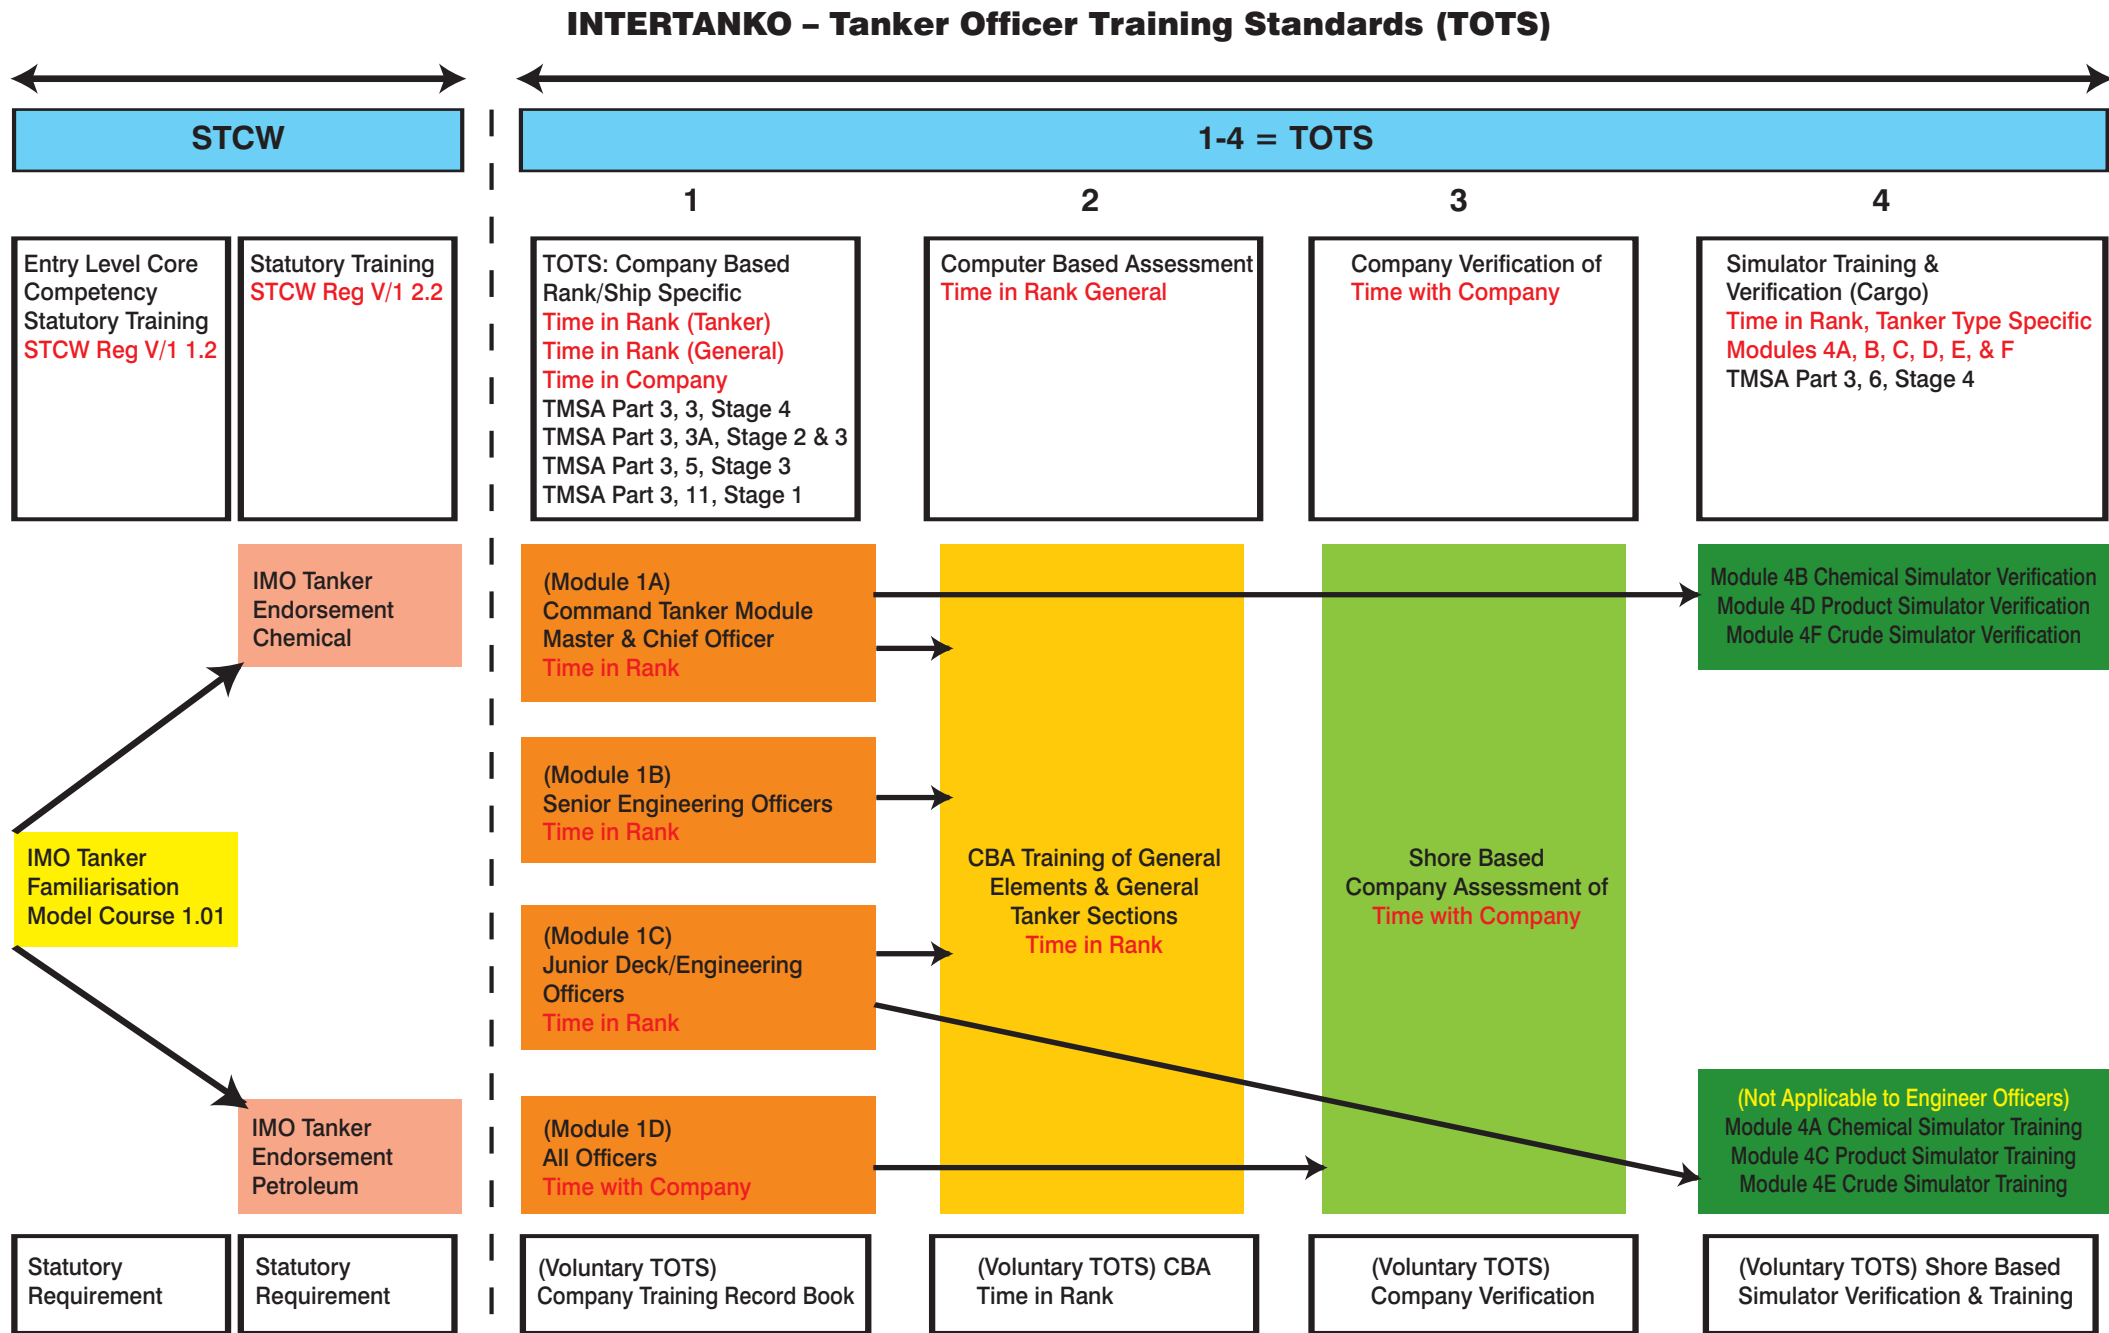 INTERTANKO – Tanker Officer Training Standards (TOTS)
STCW
1-4 = TOTS
1
2
3
4
Entry Level Core
Competency
Statutory Training
STCW Reg V/1 1.2
Statutory Training
STCW Reg V/1 2.2
TOTS: Company Based
Rank/Ship Specific
Time in Rank (Tanker)
Time in Rank (General)
Time in Company
TMSA Part 3, 3, Stage 4
TMSA Part 3, 3A, Stage 2 & 3
TMSA Part 3, 5, Stage 3
TMSA Part 3, 11, Stage 1
Computer Based Assessment
Time in Rank General
Company Verification of
Time with Company
Simulator Training &
Verification (Cargo)
Time in Rank, Tanker Type Specific
Modules 4A, B, C, D, E, & F
TMSA Part 3, 6, Stage 4
IMO Tanker
Familiarisation
Model Course 1.01
IMO Tanker
Endorsement
Chemical
IMO Tanker
Endorsement
Petroleum
(Module 1A)
Command Tanker Module
Master & Chief Officer
Time in Rank
(Module 1B)
Senior Engineering Officers
Time in Rank
(Module 1C)
Junior Deck/Engineering
Officers
Time in Rank
(Module 1D)
All Officers
Time with Company
CBA Training of General
Elements & General
Tanker Sections
Time in Rank
Shore Based
Company Assessment of
Time with Company
Module 4B Chemical Simulator Verification
Module 4D Product Simulator Verification
Module 4F Crude Simulator Verification
(Not Applicable to Engineer Officers)
Module 4A Chemical Simulator Training
Module 4C Product Simulator Training
Module 4E Crude Simulator Training
Statutory
Requirement
Statutory
Requirement
(Voluntary TOTS)
Company Training Record Book
(Voluntary TOTS) CBA
Time in Rank
(Voluntary TOTS)
Company Verification
(Voluntary TOTS) Shore Based
Simulator Verification & Training